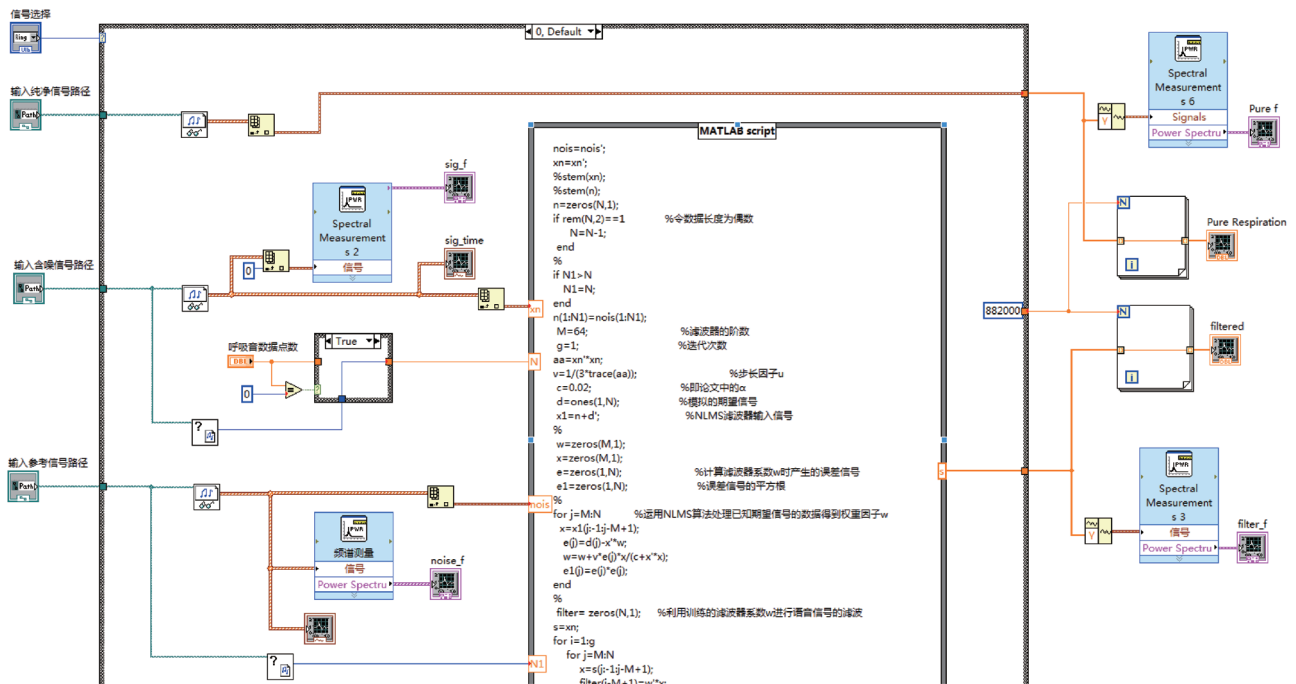 信号选择
Ring
0, Default
输入纯净信号路径
Path
MATLAB script
nois=nois';
xn=xn';
%stem(xn);
%stem(n);
n=zeros(N,1);
if rem(N,2)==1 %令数据长度为偶数
N=N-1;
end
%
if N1>N
N1=N;
end
n(1:N1)=nois(1:N1);
M=64; %滤波器的阶数
g=1; %迭代次数
aa=xn'*xn;
v=1/(3*trace(aa)); %步长因子u
c=0.02; %即论文中的α
d=ones(1,N); %模拟的期望信号
x1=n+d'; %NLMS滤波器输入信号
%
w=zeros(M,1);
x=zeros(M,1);
e=zeros(1,N); %计算滤波器系数w时产生的误差信号
e1=zeros(1,N); %误差信号的平方根
%
for j=M:N %运用NLMS算法处理已知期望信号的数据得到权重因子w
x=x1(j:-1:j-M+1);
e(j)=d(j)-x'*w;
w=w+v*e(j)*x/(c+x'*x);
e1(j)=e(j)*e(j);
end
%
filter= zeros(N,1); %利用训练的滤波器系数w进行语音信号的滤波
s=xn;
for i=1:g
for j=M:N
x=s(j:-1:j-M+1);
filter(j-M+1)=w'*x;
sig_f
Spectral
Measurement
s 2
信号
sig_time
输入含噪信号路径
Path
0
xn
呼吸音数据点数
DBL
True
N
0
=
?
输入参考信号路径
Path
nois
频谱测量
信号
Power Spectru
noise_f
?
N1
s
Spectral
Measurement
s 6
Signals
Power Spectru
Pure f
N
i
Pure Respiration
882000
N
i
filtered
Spectral
Measurement
s 3
信号
Power Spectru
filter_f